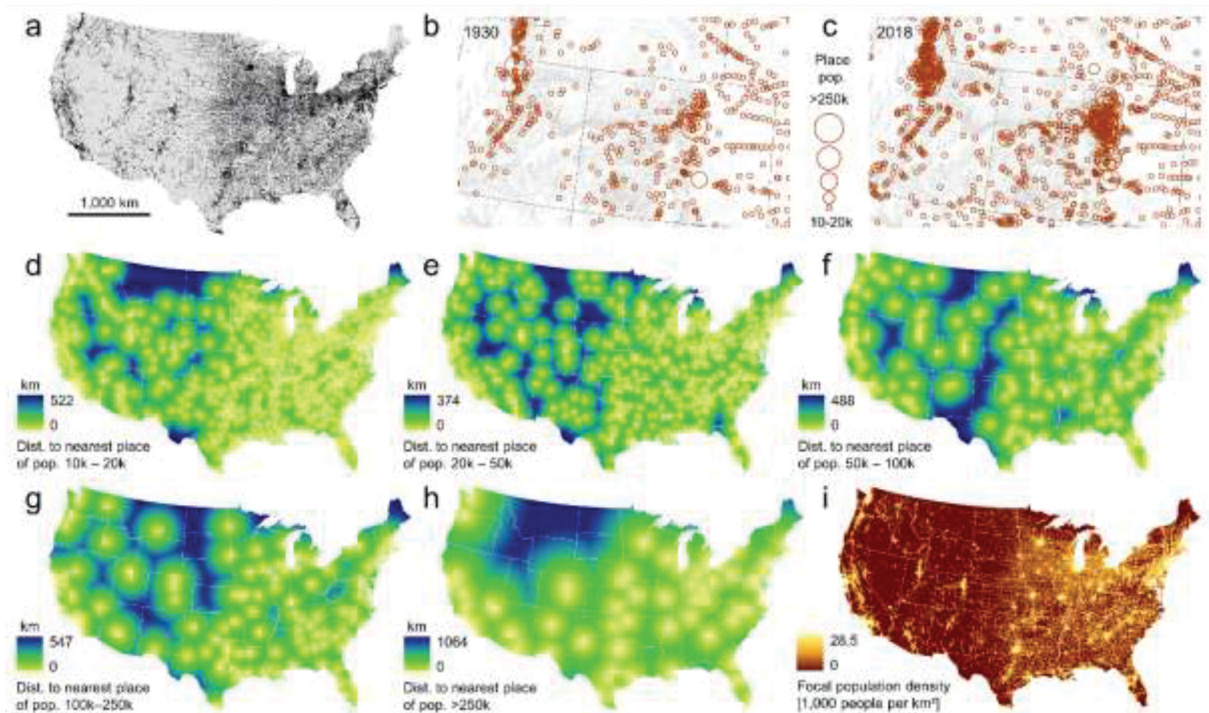 a
1,000 km
b
1930
c
2018
Place
pop.
>250k
10-20k
d
km
522
0
Dist. to nearest place
of pop. 10k – 20k
e
km
374
0
Dist. to nearest place
of pop. 20k – 50k
f
km
488
0
Dist. to nearest place
of pop. 50k – 100k
g
km
547
0
Dist. to nearest place
of pop. 100k–250k
h
km
1064
0
Dist. to nearest place
of pop. >250k
i
28.5
0
Focal population density
[1,000 people per km²]